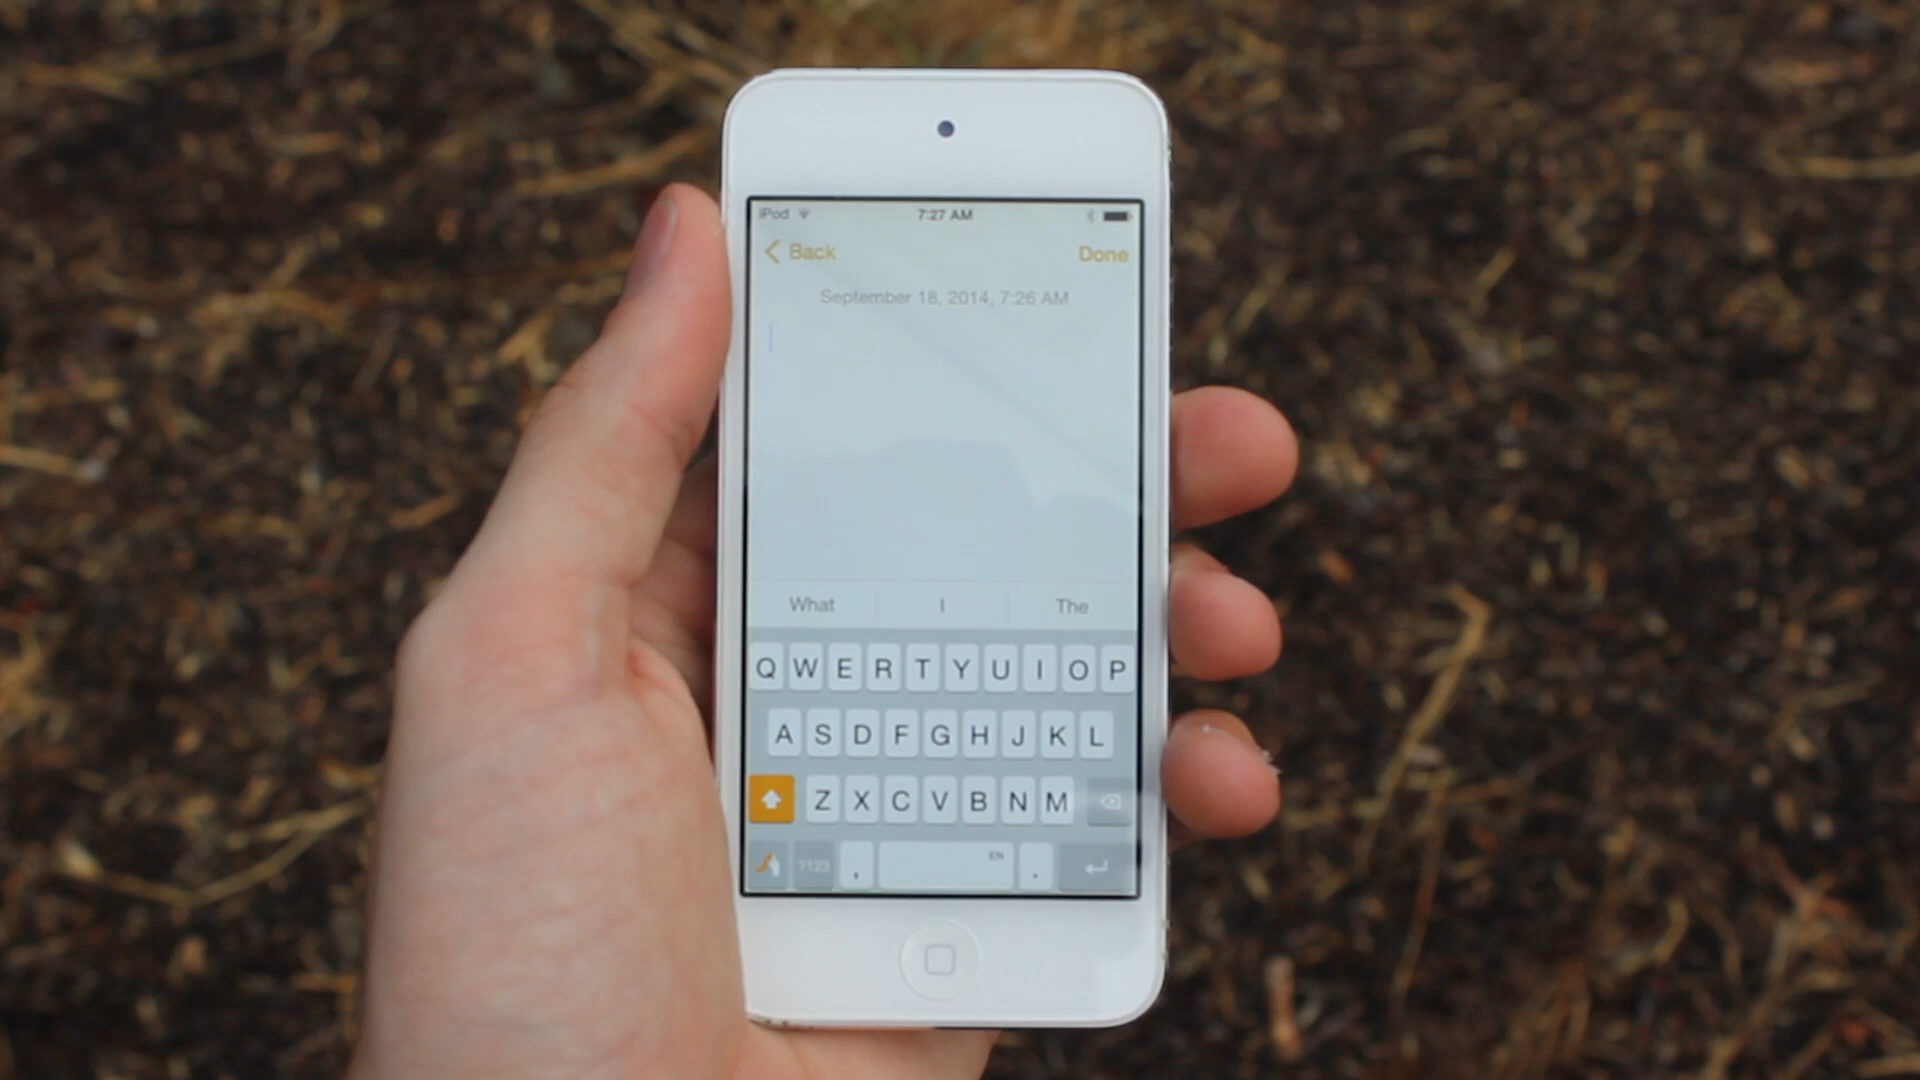 iPod 7:27 AM
Back Done
September 18, 2014, 7:26 AM
What I The
Q W E R T Y U I O P
A S D F G H J K L
Z X C V B N M
?123 , EN .